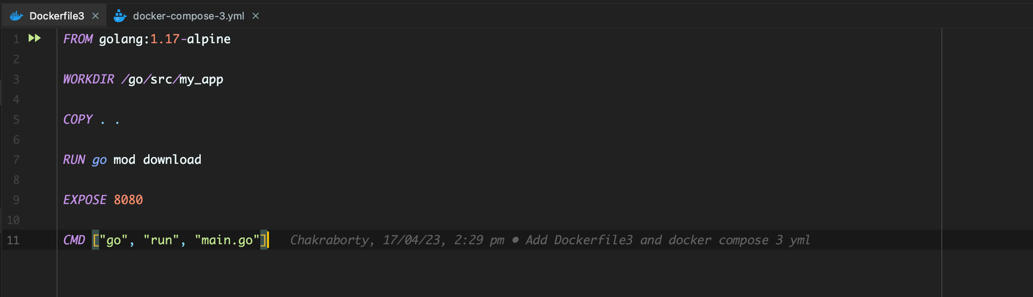 Dockerfile3 × docker-compose-3.yml ×
1 FROM golang:1.17-alpine
2
3 WORKDIR /go/src/my_app
4
5 COPY . .
6
7 RUN go mod download
8
9 EXPOSE 8080
10
11 CMD ["go", "run", "main.go"] Chakraborty, 17/04/23, 2:29 pm • Add Dockerfile3 and docker compose 3 yml